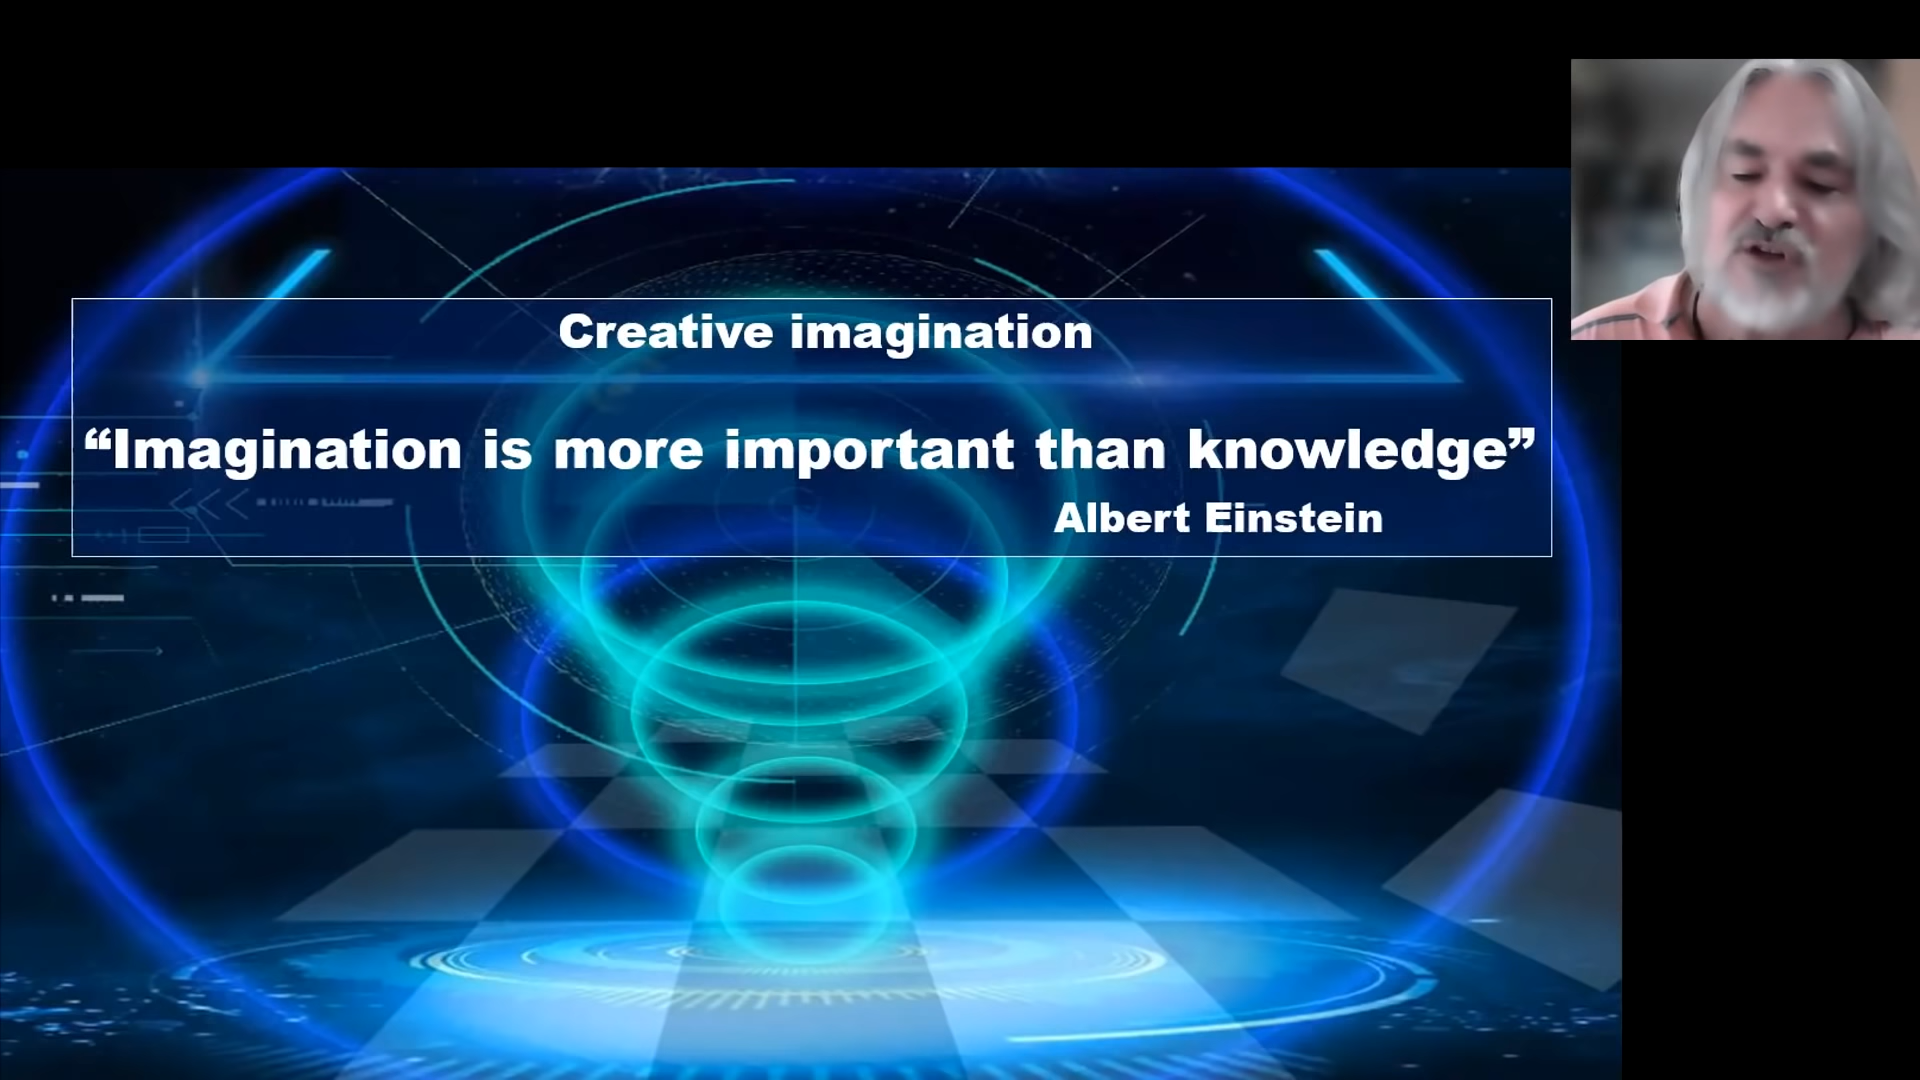 Creative imagination
“Imagination is more important than knowledge”
Albert Einstein